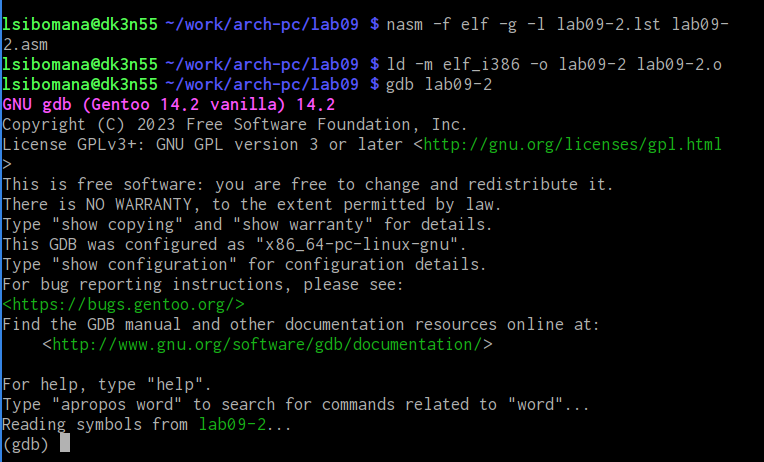 lsibomana@dk3n55 ~/work/arch-pc/lab09 $ nasm -f elf -g -l lab09-2.lst lab09-
2.asm
lsibomana@dk3n55 ~/work/arch-pc/lab09 $ ld -m elf_i386 -o lab09-2 lab09-2.o
lsibomana@dk3n55 ~/work/arch-pc/lab09 $ gdb lab09-2
GNU gdb (Gentoo 14.2 vanilla) 14.2
Copyright (C) 2023 Free Software Foundation, Inc.
License GPLv3+: GNU GPL version 3 or later <http://gnu.org/licenses/gpl.html
>
This is free software: you are free to change and redistribute it.
There is NO WARRANTY, to the extent permitted by law.
Type "show copying" and "show warranty" for details.
This GDB was configured as "x86_64-pc-linux-gnu".
Type "show configuration" for configuration details.
For bug reporting instructions, please see:
<https://bugs.gentoo.org/>
Find the GDB manual and other documentation resources online at:
    <http://www.gnu.org/software/gdb/documentation/>

For help, type "help".
Type "apropos word" to search for commands related to "word"...
Reading symbols from lab09-2...
(gdb)